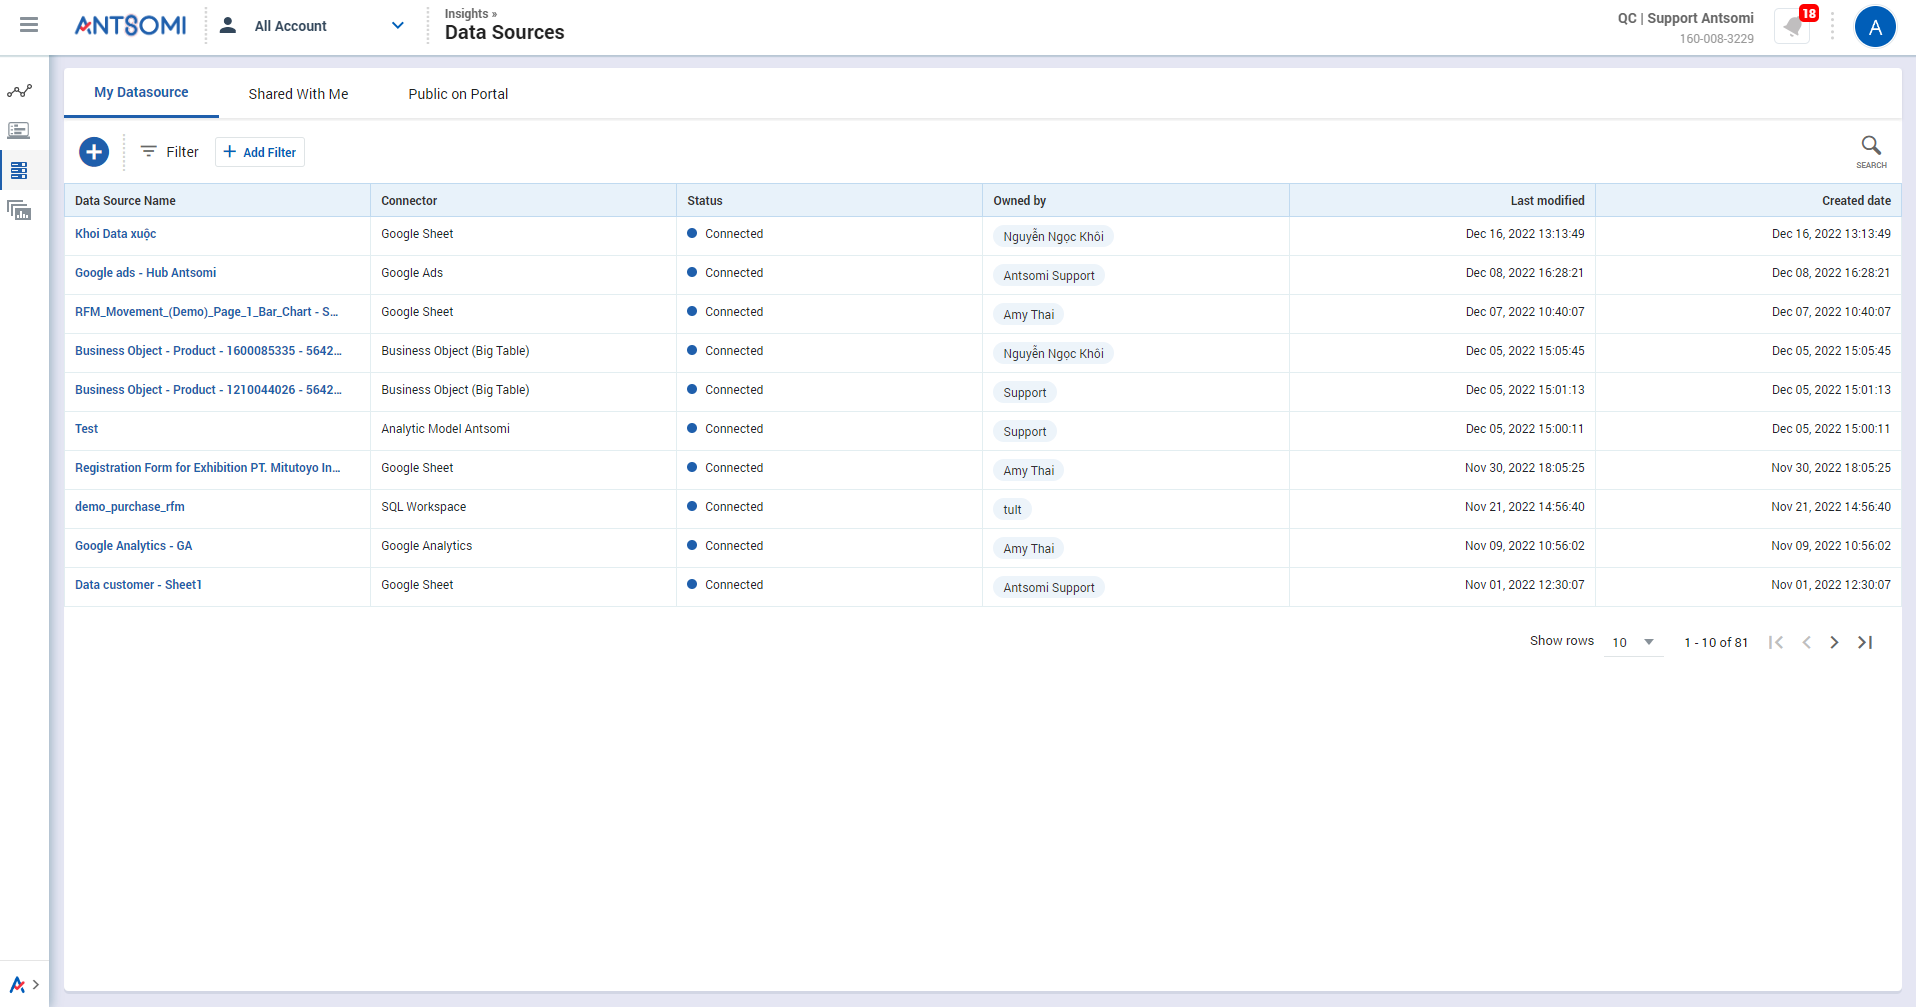 ANTSOMI
All Account
Insights »
Data Sources
QC | Support Antsomi
160-008-3229
18
A
My Datasource
Shared With Me
Public on Portal
Filter
Add Filter
SEARCH
Data Source Name Connector Status Owned by Last modified Created date
Khoi Data xuộc Google Sheet Connected Nguyễn Ngọc Khôi Dec 16, 2022 13:13:49 Dec 16, 2022 13:13:49
Google ads - Hub Antsomi Google Ads Connected Antsomi Support Dec 08, 2022 16:28:21 Dec 08, 2022 16:28:21
RFM_Movement_(Demo)_Page_1_Bar_Chart - S... Google Sheet Connected Amy Thai Dec 07, 2022 10:40:07 Dec 07, 2022 10:40:07
Business Object - Product - 1600085335 - 5642... Business Object (Big Table) Connected Nguyễn Ngọc Khôi Dec 05, 2022 15:05:45 Dec 05, 2022 15:05:45
Business Object - Product - 1210044026 - 5642... Business Object (Big Table) Connected Support Dec 05, 2022 15:01:13 Dec 05, 2022 15:01:13
Test Analytic Model Antsomi Connected Support Dec 05, 2022 15:00:11 Dec 05, 2022 15:00:11
Registration Form for Exhibition PT. Mitutoyo In... Google Sheet Connected Amy Thai Nov 30, 2022 18:05:25 Nov 30, 2022 18:05:25
demo_purchase_rfm SQL Workspace Connected tult Nov 21, 2022 14:56:40 Nov 21, 2022 14:56:40
Google Analytics - GA Google Analytics Connected Amy Thai Nov 09, 2022 10:56:02 Nov 09, 2022 10:56:02
Data customer - Sheet1 Google Sheet Connected Antsomi Support Nov 01, 2022 12:30:07 Nov 01, 2022 12:30:07
Show rows 10 1 - 10 of 81